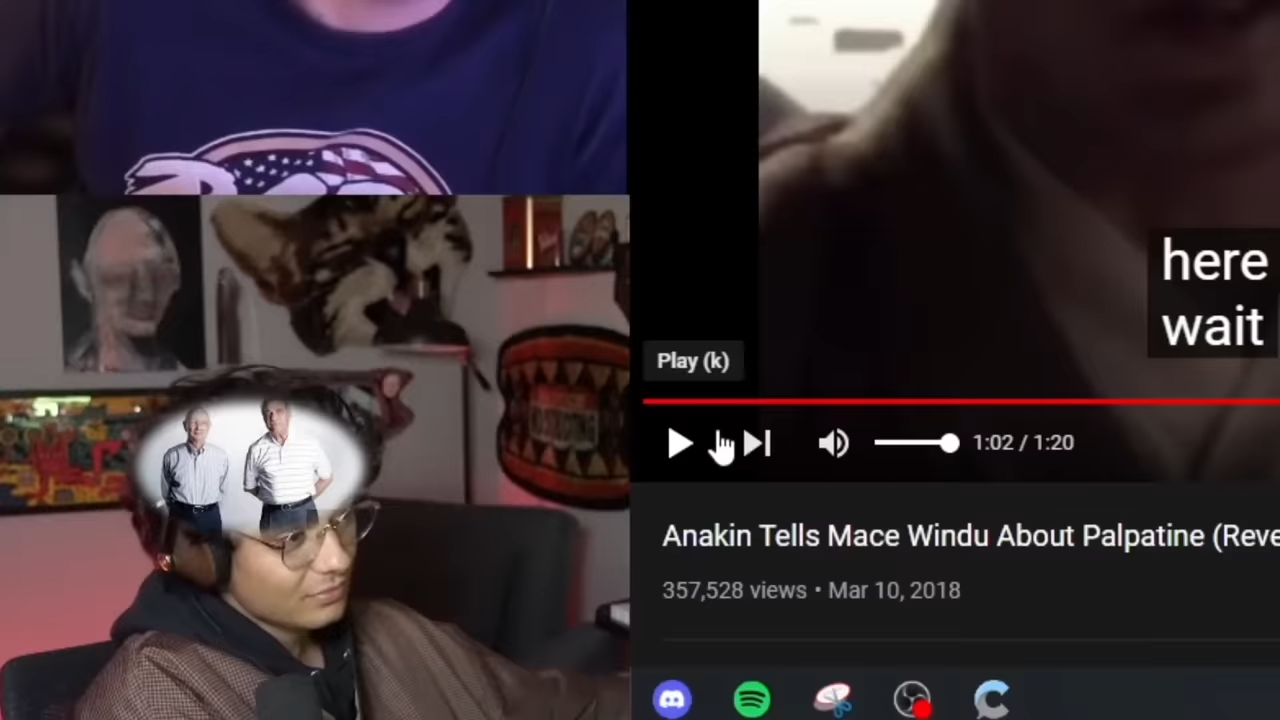 here
wait
Play (k)
1:02 / 1:20
Anakin Tells Mace Windu About Palpatine (Reve
357,528 views • Mar 10, 2018